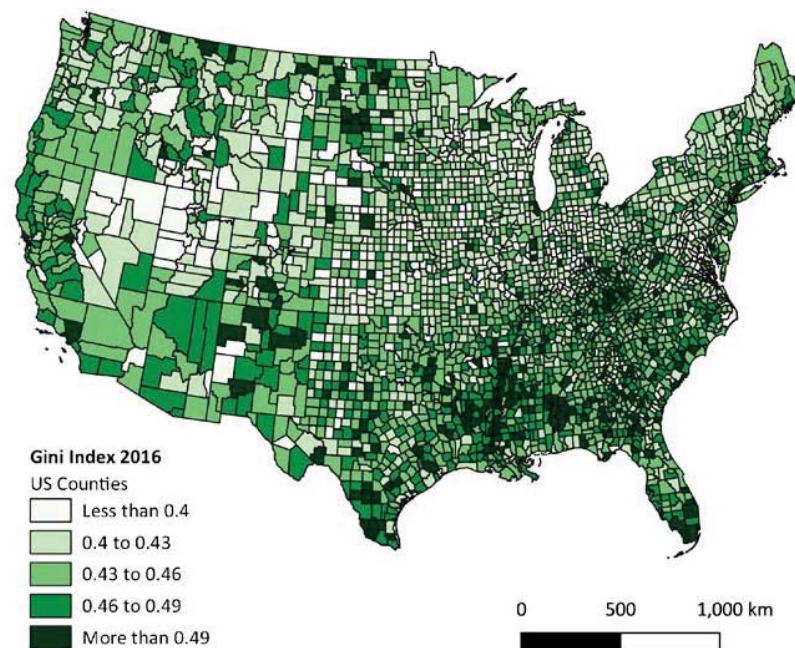 Gini Index 2016
US Counties
Less than 0.4
0.4 to 0.43
0.43 to 0.46
0.46 to 0.49
More than 0.49
0 500 1,000 km